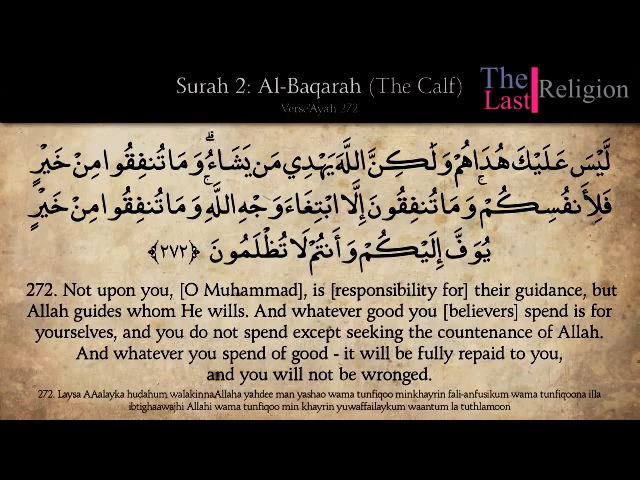 Surah 2: Al-Baqarah (The Calf)
The Last Religion
Verse/Ayah 272
لَّيْسَ عَلَيْكَ هُدَاهُمْ وَلَٰكِنَّ اللَّهَ يَهْدِي مَن يَشَاءُ ۗ وَمَا تُنفِقُوا مِنْ خَيْرٍ
فَلِأَنفُسِكُمْ ۚ وَمَا تُنفِقُونَ إِلَّا ابْتِغَاءَ وَجْهِ اللَّهِ ۚ وَمَا تُنفِقُوا مِنْ خَيْرٍ
يُوَفَّ إِلَيْكُمْ وَأَنتُمْ لَا تُظْلَمُونَ ﴿٢٧٢﴾
272. Not upon you, [O Muhammad], is [responsibility for] their guidance, but
Allah guides whom He wills. And whatever good you [believers] spend is for
yourselves, and you do not spend except seeking the countenance of Allah.
And whatever you spend of good - it will be fully repaid to you,
and you will not be wronged.
272. Laysa AAalayka hudahum walakinnaAllaha yahdee man yashao wama tunfiqoo minkhayrin fali-anfusikum wama tunfiqoona illa
ibtighaawajhi Allahi wama tunfiqoo min khayrin yuwaffailaykum waantum la tuthlamoon